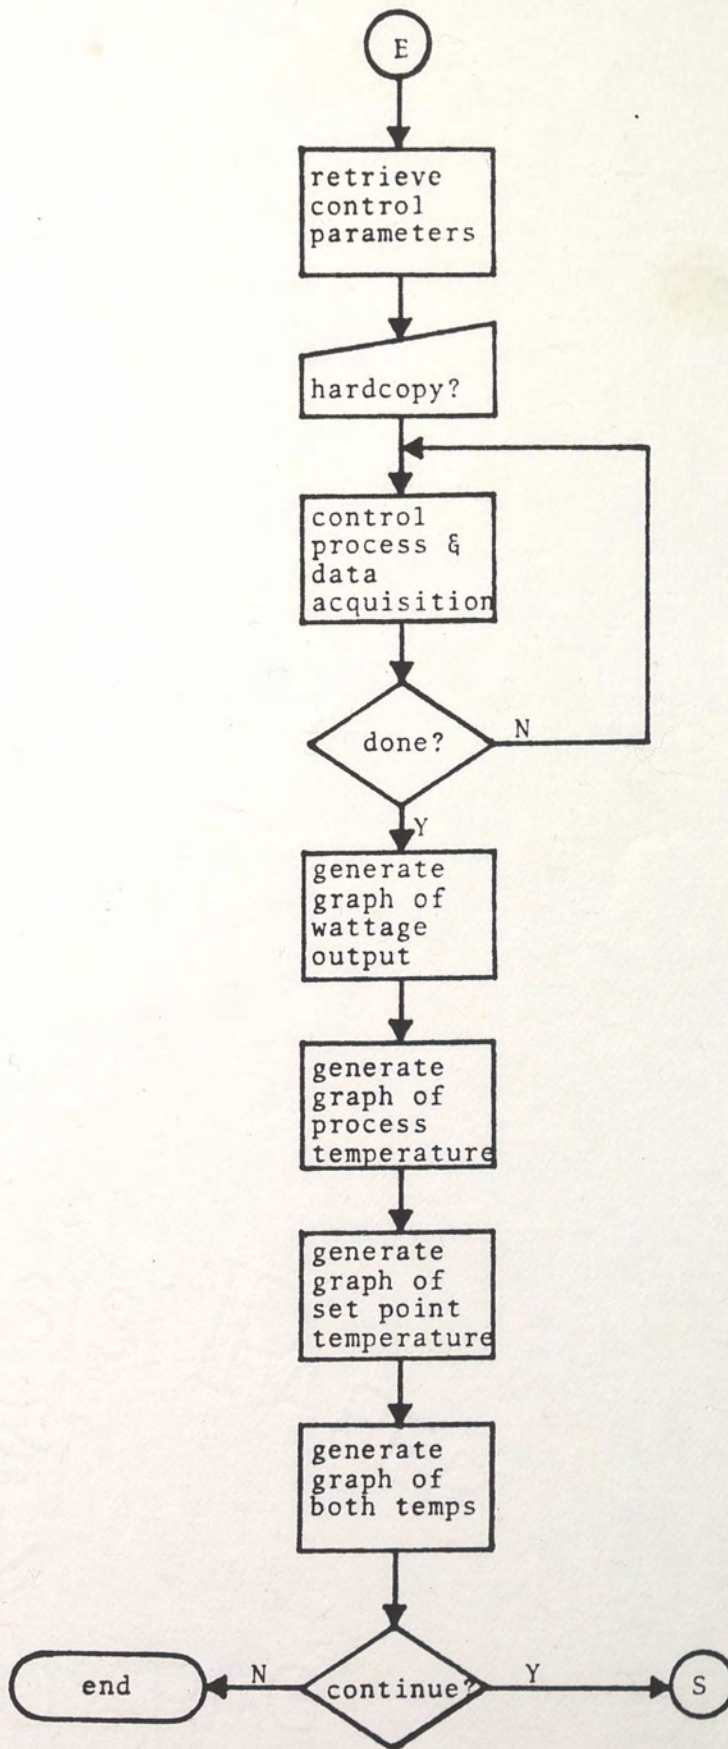 E
retrieve
control
parameters
hardcopy?
control
process &
data
acquisition
done?
N
Y
generate
graph of
wattage
output
generate
graph of
process
temperature
generate
graph of
set point
temperature
generate
graph of
both temps
end
N
continue?
Y
S